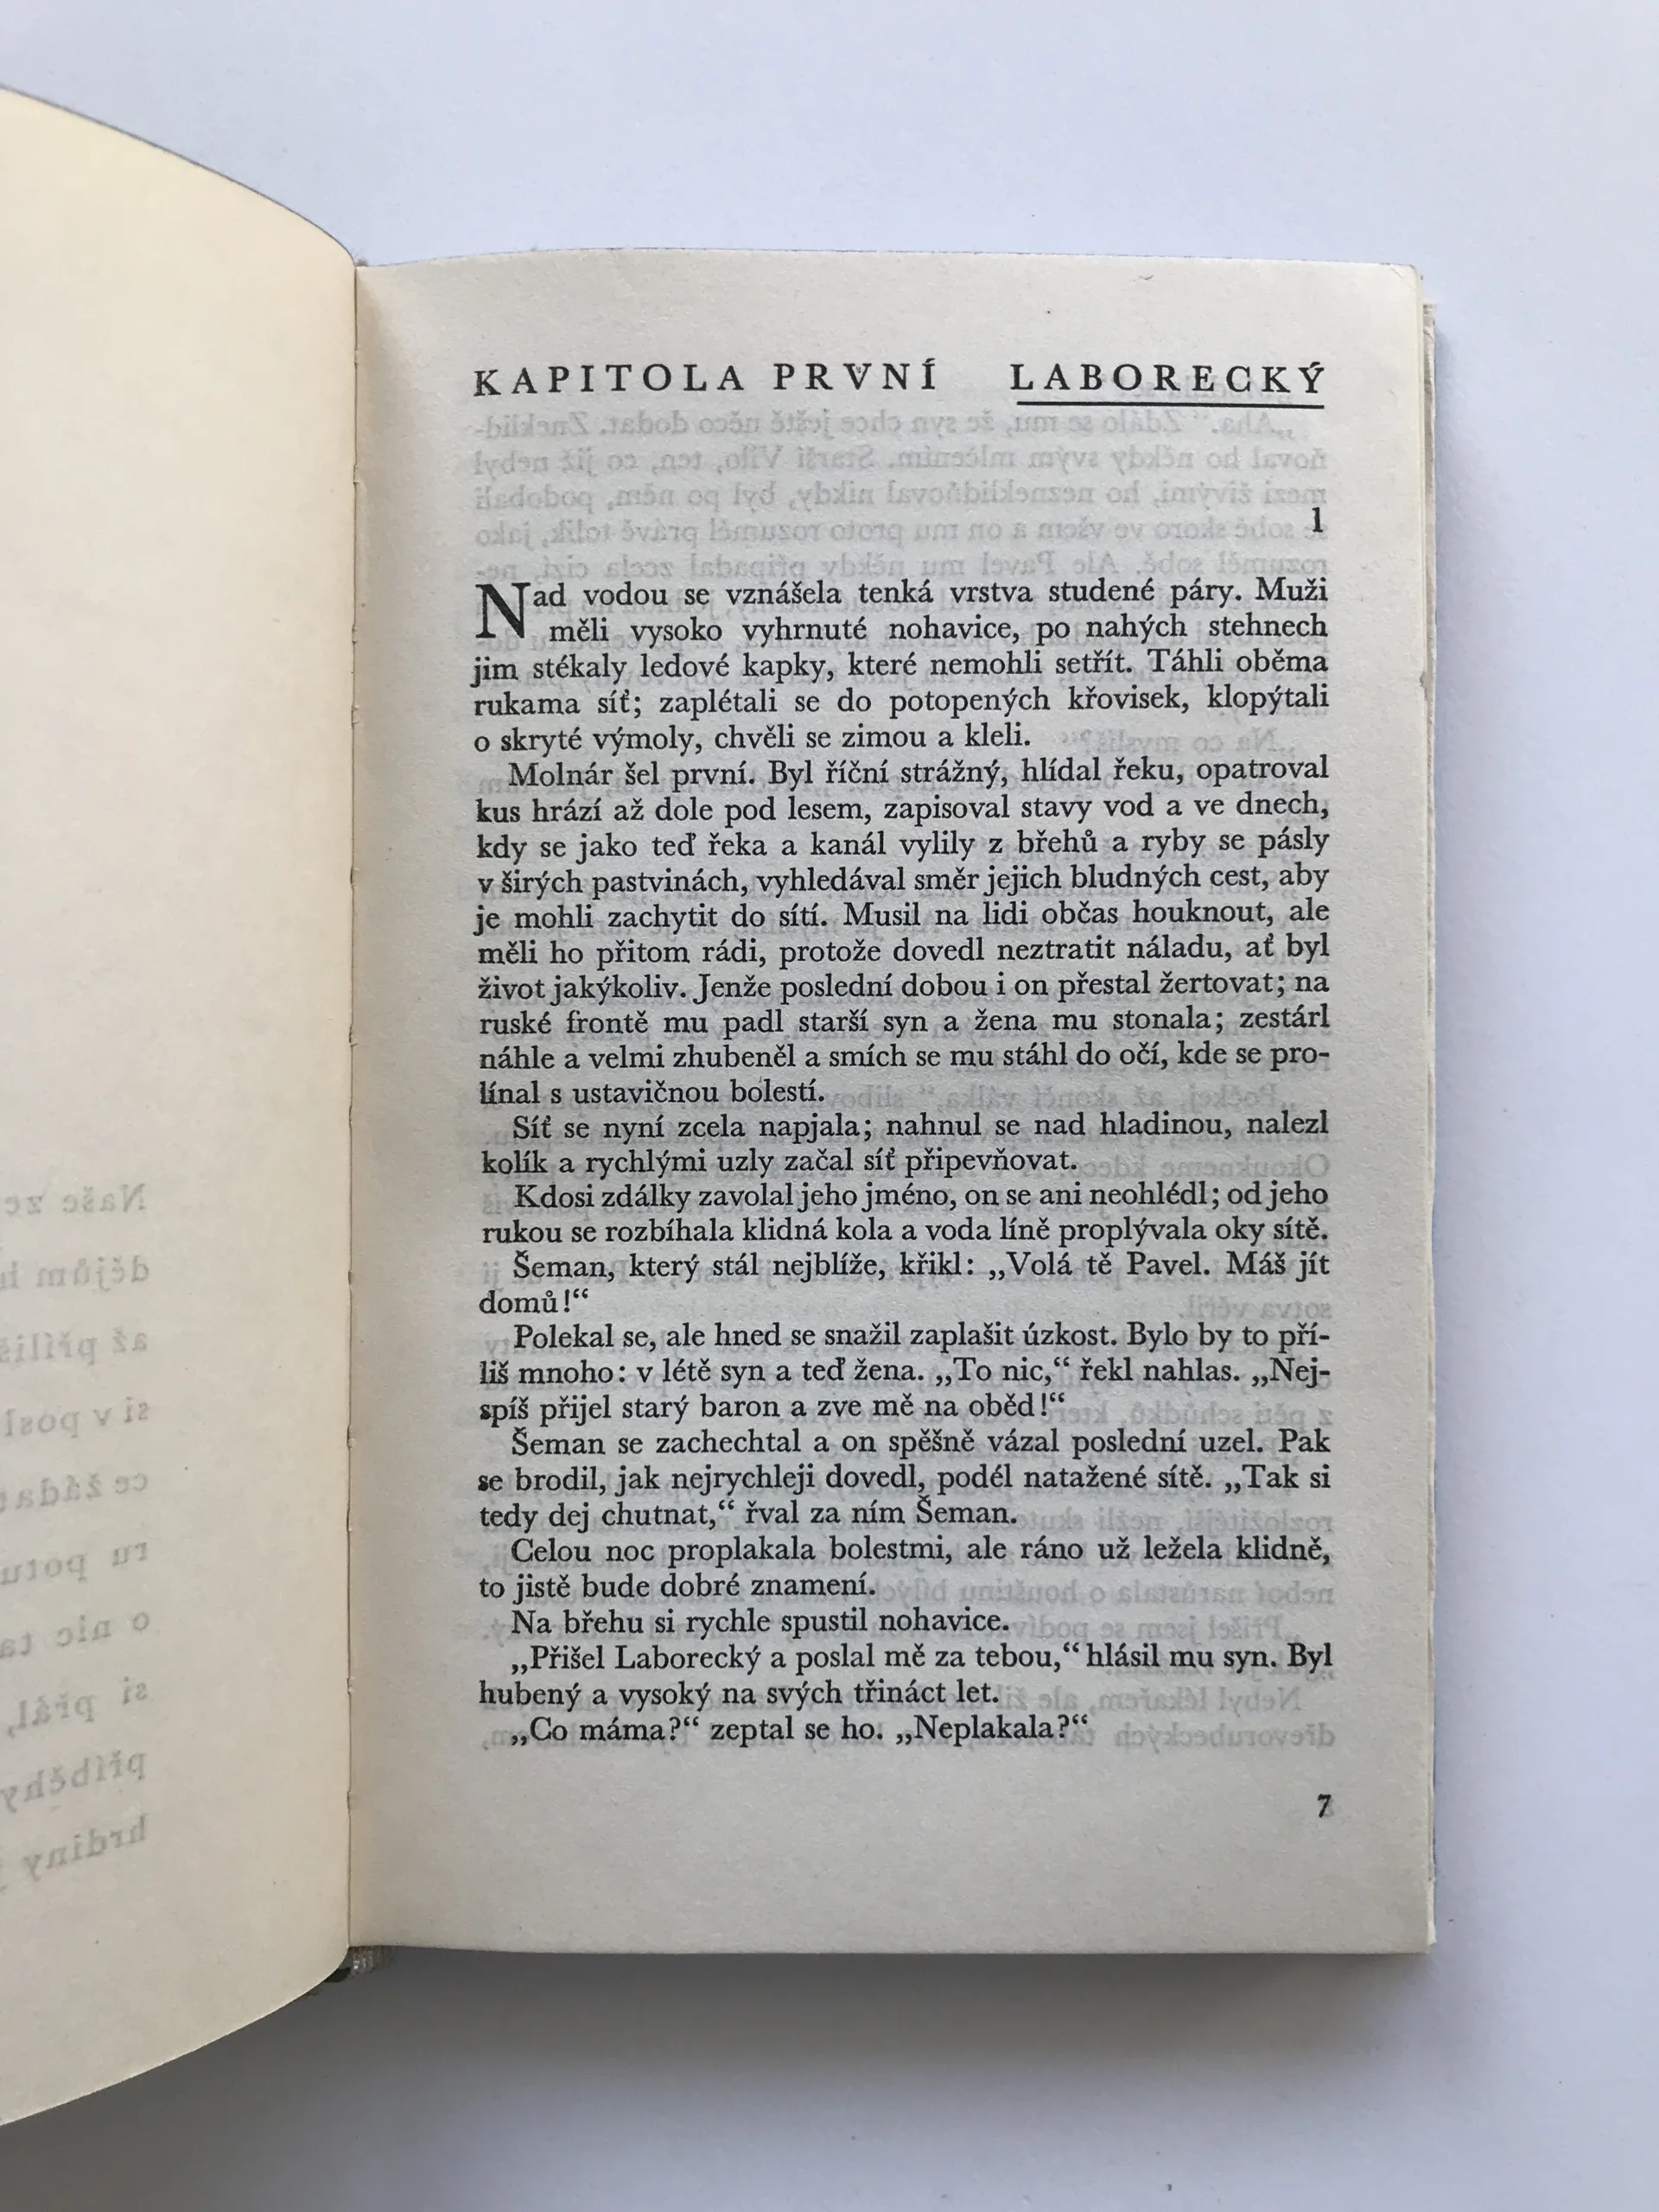 KAPITOLA PRVNÍ LABORECKÝ
1
Nad vodou se vznášela tenká vrstva studené páry. Muži
měli vysoko vyhrnuté nohavice, po nahých stehnech
jim stékaly ledové kapky, které nemohli setřít. Táhli oběma
rukama síť; zaplétali se do potopených křovisek, klopýtali
o skryté výmoly, chvěli se zimou a kleli.
Molnár šel první. Byl říční strážný, hlídal řeku, opatroval
kus hrází až dole pod lesem, zapisoval stavy vod a ve dnech,
kdy se jako teď řeka a kanál vylily z břehů a ryby se pásly
v širých pastvinách, vyhledával směr jejich bludných cest, aby
je mohli zachytit do sítí. Musil na lidi občas houknout, ale
měli ho přitom rádi, protože dovedl neztratit náladu, ať byl
život jakýkoliv. Jenže poslední dobou i on přestal žertovat; na
ruské frontě mu padl starší syn a žena mu stonala; zestárl
náhle a velmi zhubeněl a smích se mu stáhl do očí, kde se pro-
línal s ustavičnou bolestí.
Síť se nyní zcela napjala; nahnul se nad hladinou, nalezl
kolík a rychlými uzly začal síť připevňovat.
Kdosi zdálky zavolal jeho jméno, on se ani neohlédl; od jeho
rukou se rozbíhala klidná kola a voda líně proplývala oky sítě.
Šeman, který stál nejblíže, křikl: „Volá tě Pavel. Máš jít
domů!“
Polekal se, ale hned se snažil zaplašit úzkost. Bylo by to pří-
liš mnoho: v létě syn a teď žena. „To nic,“ řekl nahlas. „Nej-
spíš přijel starý baron a zve mě na oběd!“
Šeman se zachechtal a on spěšně vázal poslední uzel. Pak
se brodil, jak nejrychleji dovedl, podél natažené sítě. „Tak si
tedy dej chutnat,“ řval za ním Šeman.
Celou noc proplakala bolestmi, ale ráno už ležela klidně,
to jistě bude dobré znamení.
Na břehu si rychle spustil nohavice.
„Přišel Laborecký a poslal mě za tebou,“ hlásil mu syn. Byl
hubený a vysoký na svých třináct let.
„Co máma?“ zeptal se ho. „Neplakala?“
7